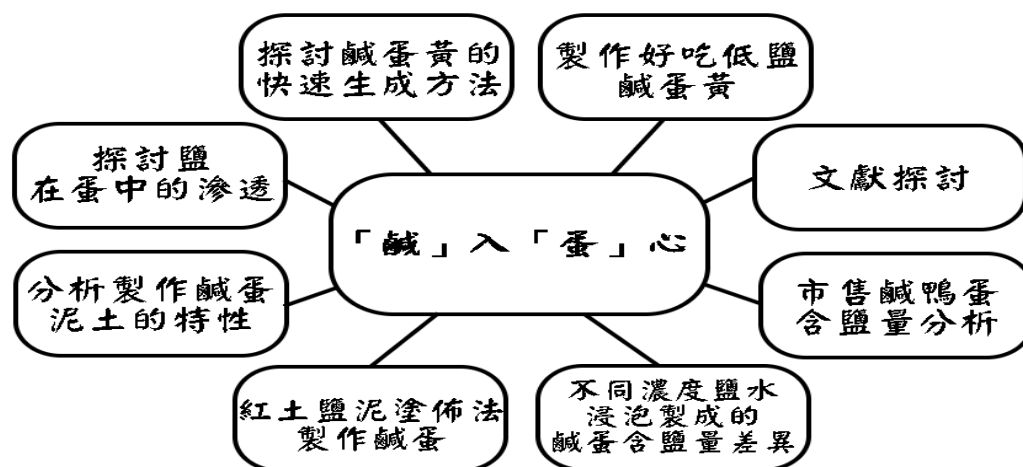 「鹹」入「蛋」心
文獻探討
市售鹹鴨蛋
含鹽量分析
不同濃度鹽水
浸泡製成的
鹹蛋含鹽量差異
紅土鹽泥塗佈法
製作鹹蛋
分析製作鹹蛋
泥土的特性
探討鹽
在蛋中的滲透
探討鹹蛋黃的
快速生成方法
製作好吃低鹽
鹹蛋黃